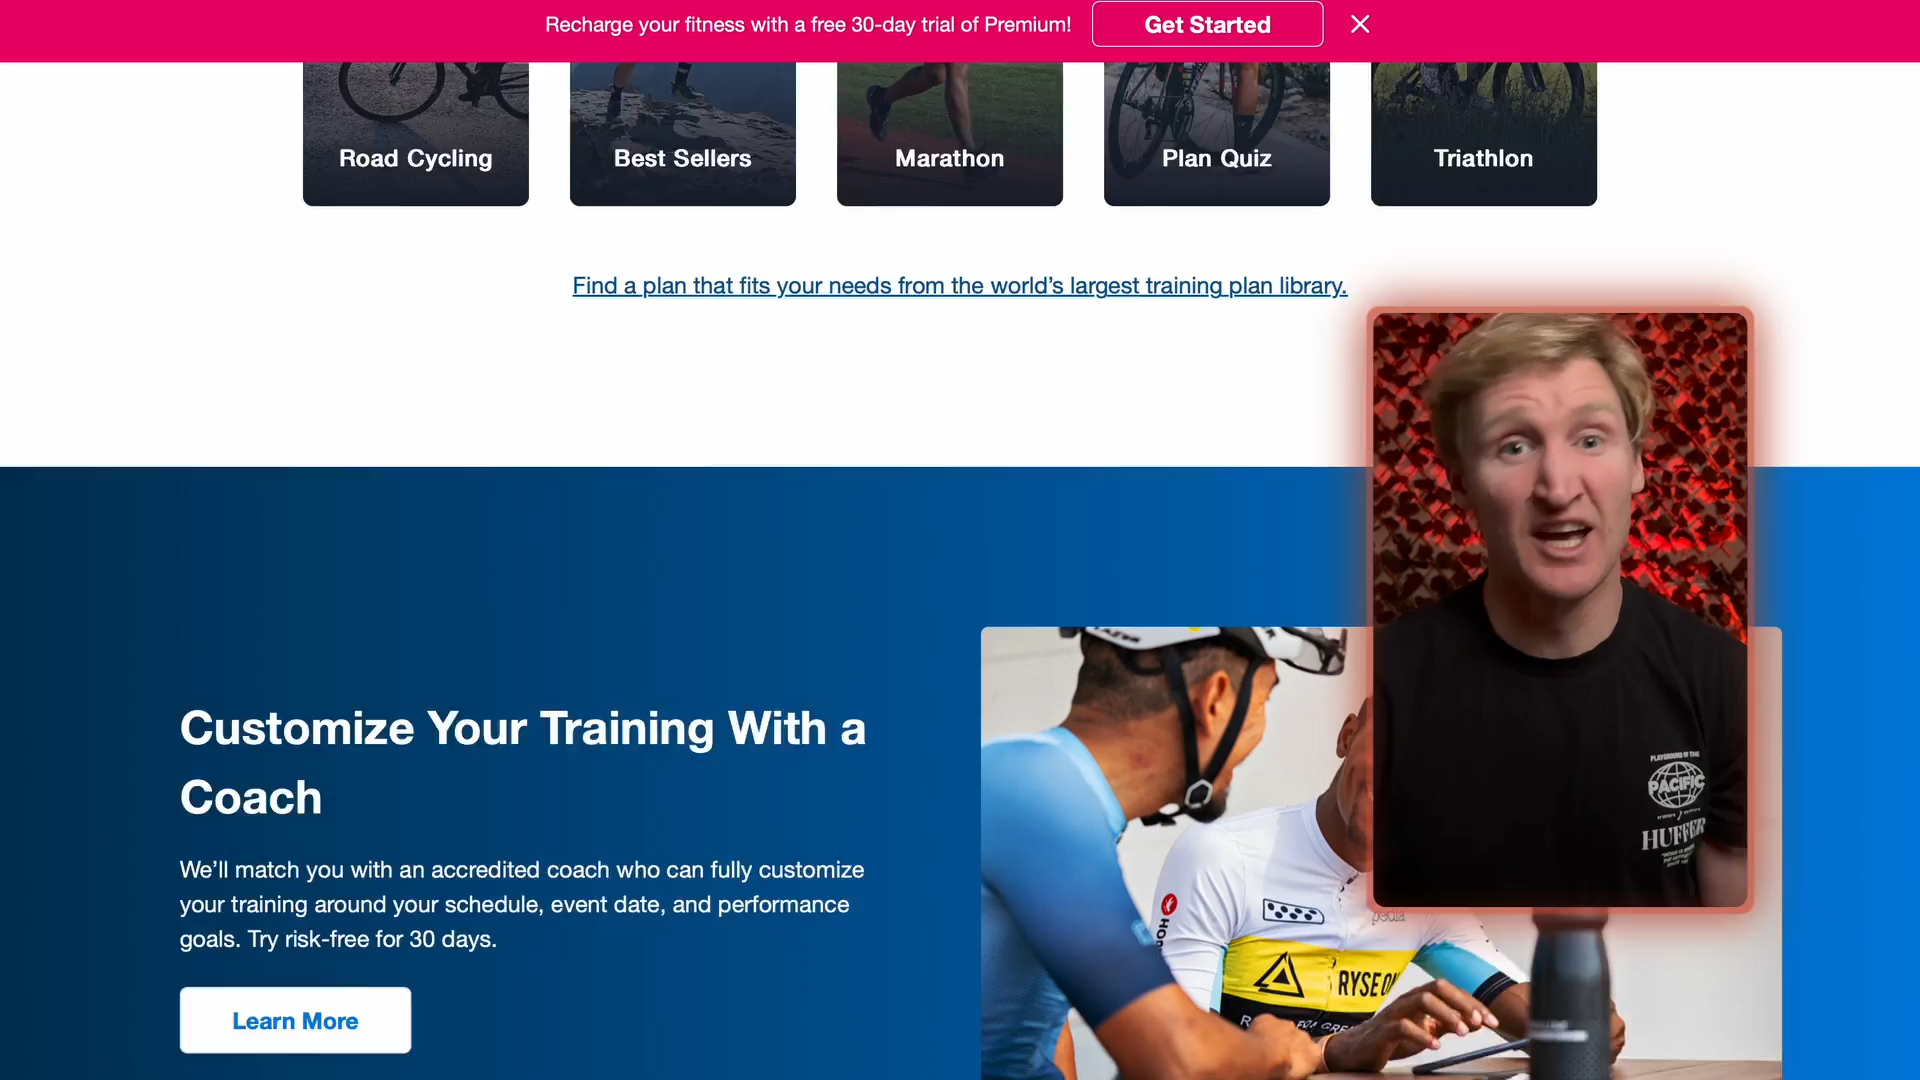 Recharge your fitness with a free 30-day trial of Premium!
Get Started
Road Cycling
Best Sellers
Marathon
Plan Quiz
Triathlon
Find a plan that fits your needs from the world’s largest training plan library.
Customize Your Training With a
Coach
We’ll match you with an accredited coach who can fully customize
your training around your schedule, event date, and performance
goals. Try risk-free for 30 days.
Learn More
PLAYGROUND OF THE
PACIFIC
HUFFER
RYSE